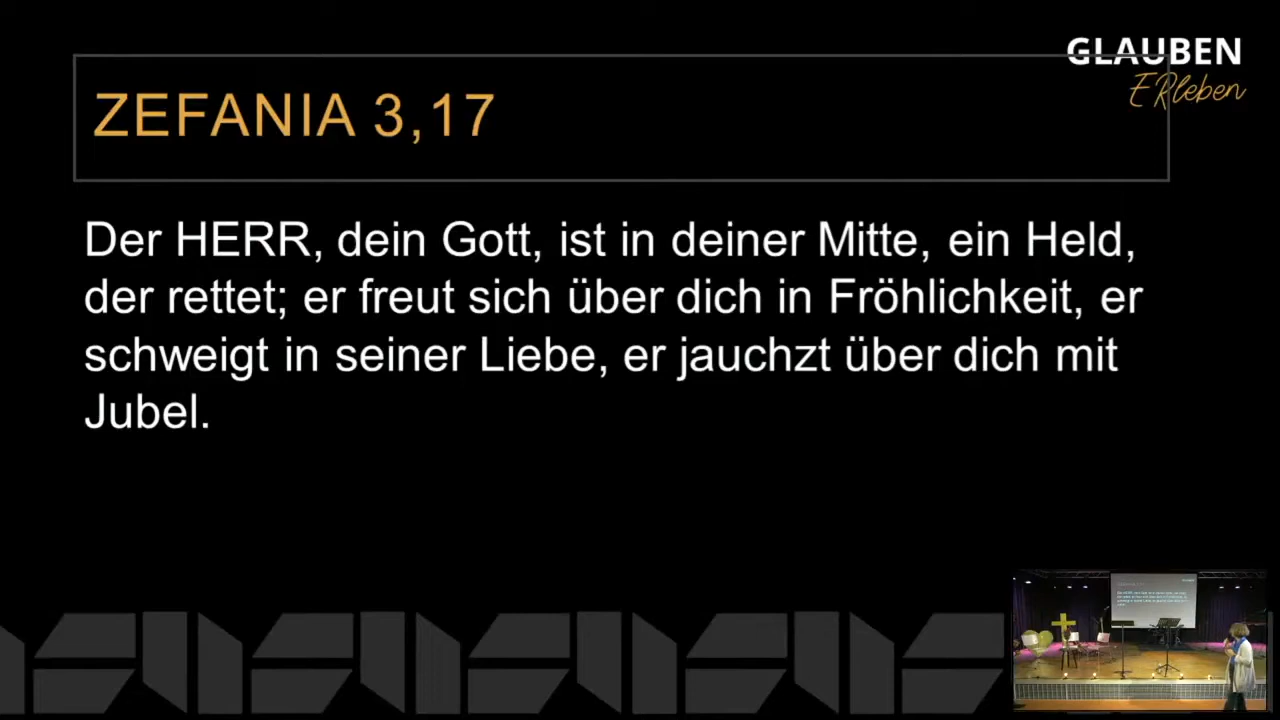 GLAUBEN
ERleben
ZEFANIA 3,17
Der HERR, dein Gott, ist in deiner Mitte, ein Held,
der rettet; er freut sich über dich in Fröhlichkeit, er
schweigt in seiner Liebe, er jauchzt über dich mit
Jubel.